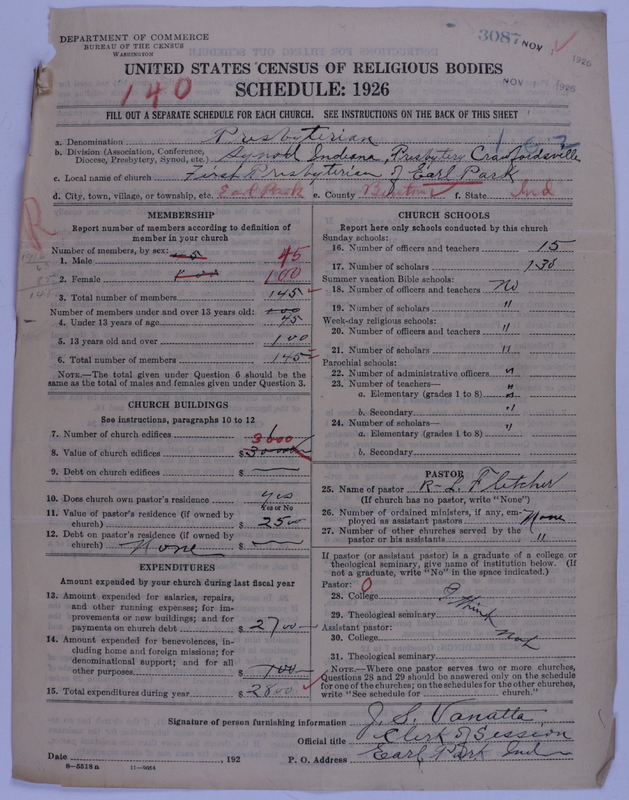 DEPARTMENT OF COMMERCE
BUREAU OF THE CENSUS
WASHINGTON
3087 NOV 1926
UNITED STATES CENSUS OF RELIGIOUS BODIES
NOV 1926
140
SCHEDULE: 1926
FILL OUT A SEPARATE SCHEDULE FOR EACH CHURCH. SEE INSTRUCTIONS ON THE BACK OF THIS SHEET
a. Denomination Presbyterian
b. Division (Association, Conference, Diocese, Presbytery, Synod, etc.) Synod Indiana, Presbytery Crawfordsville
c. Local name of church First Presbyterian of Earl Park
d. City, town, village, or township, etc. Earl Park e. County Benton f. State Ind
R
MEMBERSHIP
Report number of members according to definition of
member in your church
Number of members, by sex:
1. Male 45 45
2. Female 100 100
3. Total number of members 145
Number of members under and over 13 years old: 100
4. Under 13 years of age 45
5. 13 years old and over 100
6. Total number of members 145
NOTE.—The total given under Question 6 should be
same as the total of males and females given under Question 3.
CHURCH BUILDINGS
See instructions, paragraphs 10 to 12
7. Number of church edifices 1
8. Value of church edifices $ 3000
9. Debt on church edifices $
10. Does church own pastor's residence yes
Yes or No
11. Value of pastor's residence (if owned by
church) $ 2500
12. Debt on pastor's residence (if owned by
church) None $
EXPENDITURES
Amount expended by your church during last fiscal year
13. Amount expended for salaries, repairs,
and other running expenses; for im-
provements or new buildings; and for
payments on church debt $ 2700
14. Amount expended for benevolences, in-
cluding home and foreign missions; for
denominational support; and for all
other purposes $ 100
15. Total expenditures during year $ 2800
CHURCH SCHOOLS
Report here only schools conducted by this church
Sunday schools:
16. Number of officers and teachers 15
17. Number of scholars 130
Summer vacation Bible schools:
18. Number of officers and teachers No
19. Number of scholars "
Week-day religious schools:
20. Number of officers and teachers "
21. Number of scholars "
Parochial schools:
22. Number of administrative officers "
23. Number of teachers—
a. Elementary (grades 1 to 8) "
b. Secondary "
24. Number of scholars—
a. Elementary (grades 1 to 8) "
b. Secondary
PASTOR
25. Name of pastor R-L. Fletcher
(If church has no pastor, write "None")
26. Number of ordained ministers, if any, em-
ployed as assistant pastors None
27. Number of other churches served by the
pastor or his assistants "
If pastor (or assistant pastor) is a graduate of a college or
theological seminary, give name of institution below. (If
not a graduate, write "No" in the space indicated.)
Pastor: 0
28. College I think
29. Theological seminary not
Assistant pastor:
30. College
31. Theological seminary
NOTE.—Where one pastor serves two or more churches,
Questions 28 and 29 should be answered only on the schedule
for one of the churches; on the schedules for the other churches,
write "See schedule for church."
Signature of person furnishing information J. S. Vanatta
Official title Clerk of Session
Date , 192 P. O. Address Earl Park Ind
8-5518 a 11-9084